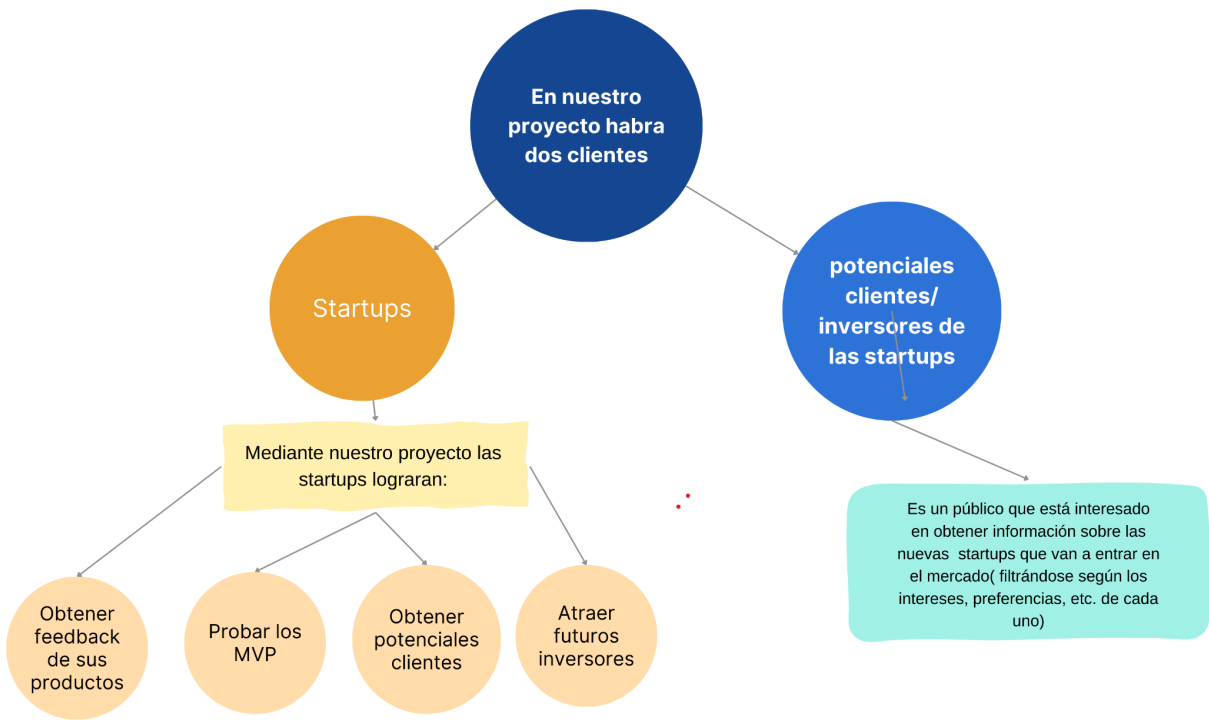 En nuestro
proyecto habra
dos clientes
Startups
potenciales
clientes/
inversores de
las startups
Mediante nuestro proyecto las
startups lograran:
Es un público que está interesado
en obtener información sobre las
nuevas  startups que van a entrar en
el mercado( filtrándose según los
intereses, preferencias, etc. de cada
uno)
Obtener
feedback
de sus
productos
Probar los
MVP
Obtener
potenciales
clientes
Atraer
futuros
inversores